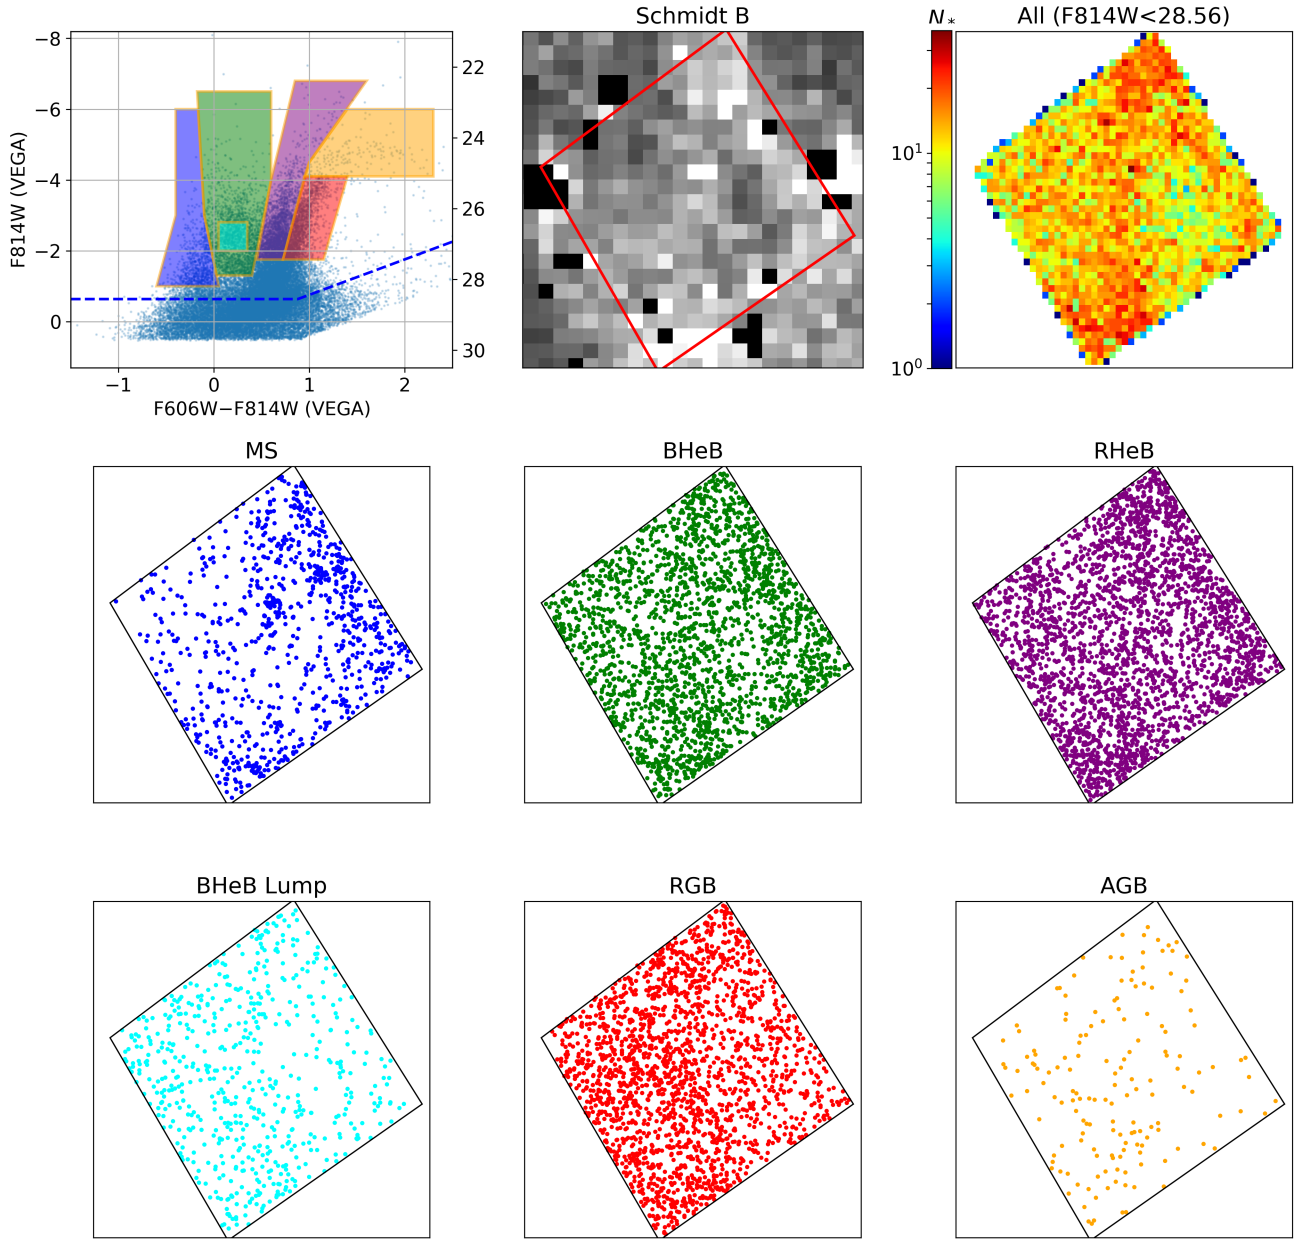 Schmidt B
N*
All (F814W<28.56)
−8
−6
−4
−2
0
22
24
26
28
30
F814W (VEGA)
−1
0
1
2
F606W−F814W (VEGA)
10¹
10⁰
MS
BHeB
RHeB
BHeB Lump
RGB
AGB